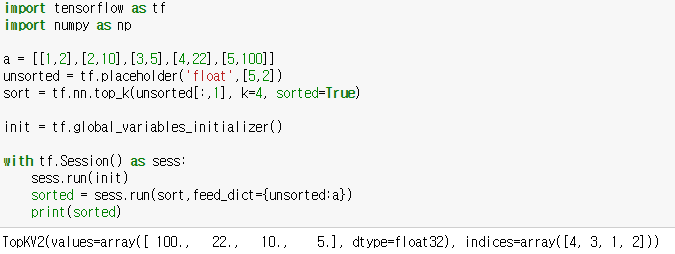 import tensorflow as tf
import numpy as np
a = [[1,2],[2,10],[3,5],[4,22],[5,100]]
unsorted = tf.placeholder('float',[5,2])
sort = tf.nn.top_k(unsorted[:,1], k=4, sorted=True)
init = tf.global_variables_initializer()
with tf.Session() as sess:
    sess.run(init)
    sorted = sess.run(sort,feed_dict={unsorted:a})
    print(sorted)
TopKV2(values=array([ 100.,   22.,   10.,    5.], dtype=float32), indices=array([4, 3, 1, 2]))